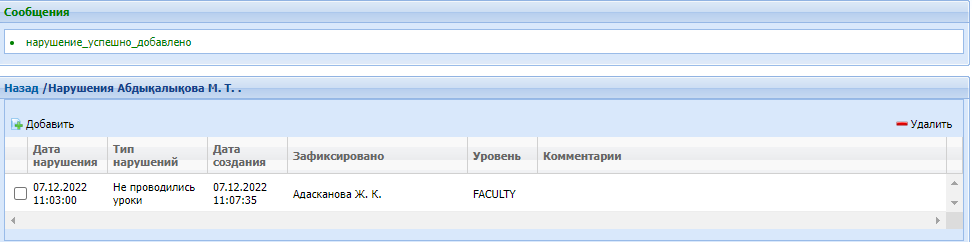 Сообщения
нарушение_успешно_добавлено
Назад /Нарушения Абдықалықова М. Т. .
Добавить
Удалить
Дата нарушения
Тип нарушений
Дата создания
Зафиксировано
Уровень
Комментарии
07.12.2022 11:03:00
Не проводились уроки
07.12.2022 11:07:35
Адасканова Ж. К.
FACULTY